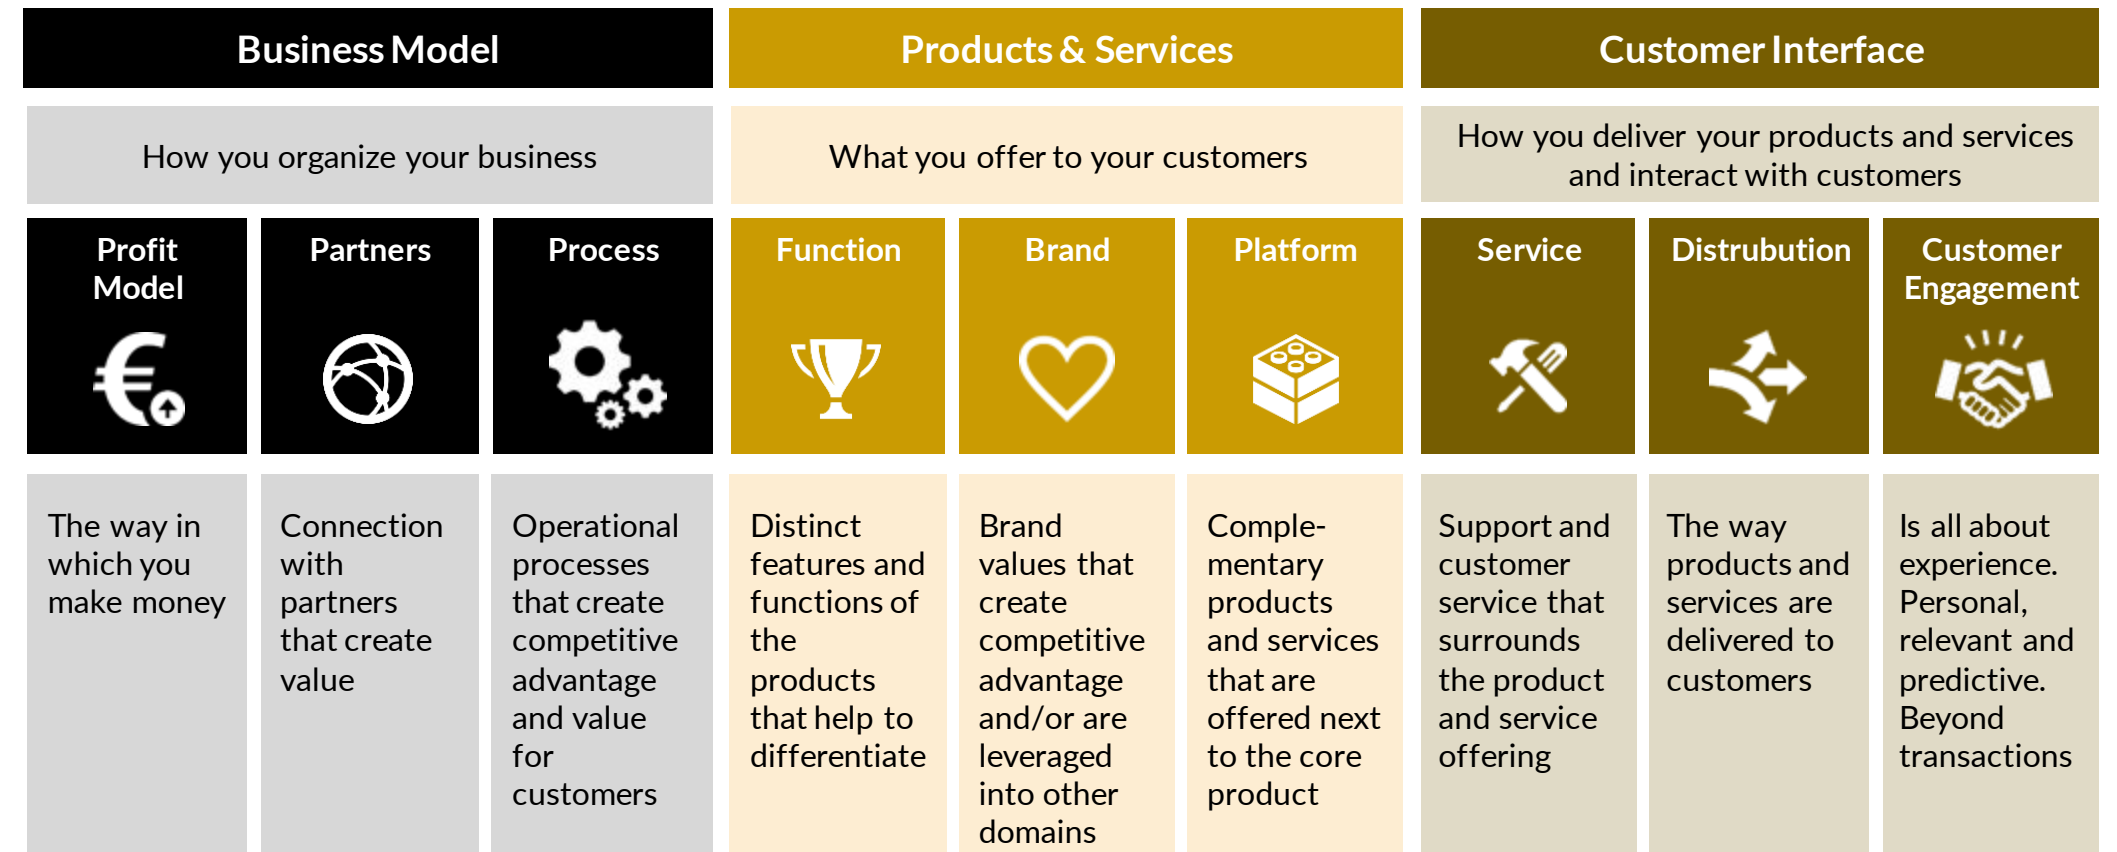 Business Model
Products & Services
Customer Interface
How you organize your business
What you offer to your customers
How you deliver your products and services
and interact with customers
Profit
Model
Partners
Process
Function
Brand
Platform
Service
Distrubution
Customer
Engagement
The way in
which you
make money
Connection
with
partners
that create
value
Operational
processes
that create
competitive
advantage
and value
for
customers
Distinct
features and
functions of
the
products
that help to
differentiate
Brand
values that
create
competitive
advantage
and/or are
leveraged
into other
domains
Comple-
mentary
products
and services
that are
offered next
to the core
product
Support and
customer
service that
surrounds
the product
and service
offering
The way
products and
services are
delivered to
customers
Is all about
experience.
Personal,
relevant and
predictive.
Beyond
transactions